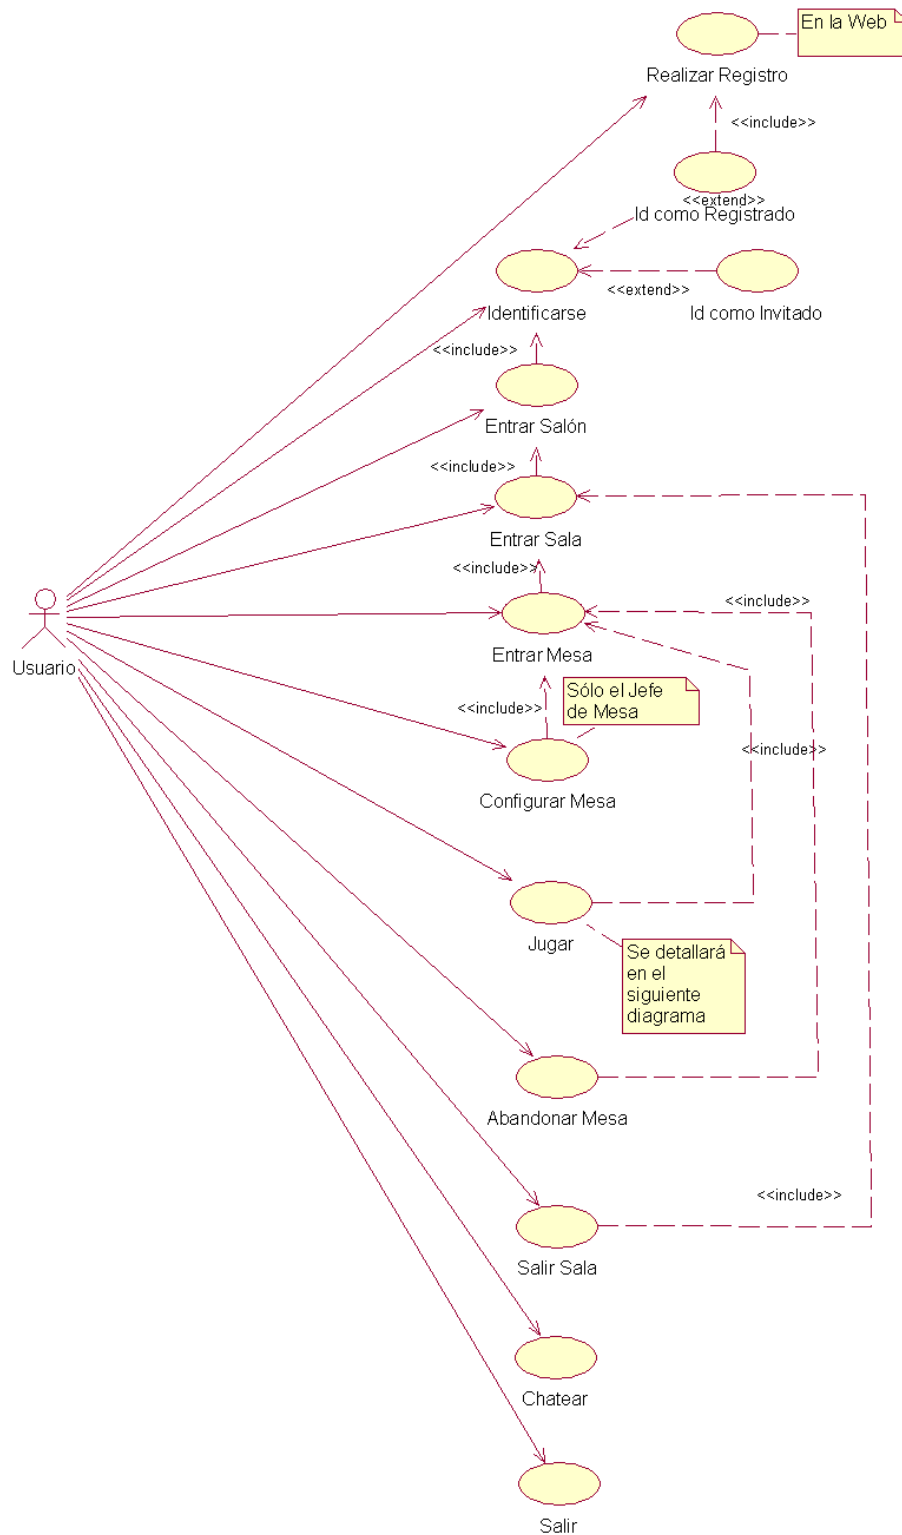 En la Web
Realizar Registro
<<include>>
<<extend>>
Id como Registrado
<<extend>>
Identificarse
Id como Invitado
<<include>>
Entrar Salón
<<include>>
Entrar Sala
<<include>>
<<include>>
Entrar Mesa
Usuario
Sólo el Jefe
de Mesa
<<include>>
<<include>>
Configurar Mesa
Jugar
Se detallará
en el
siguiente
diagrama
Abandonar Mesa
<<include>>
Salir Sala
Chatear
Salir